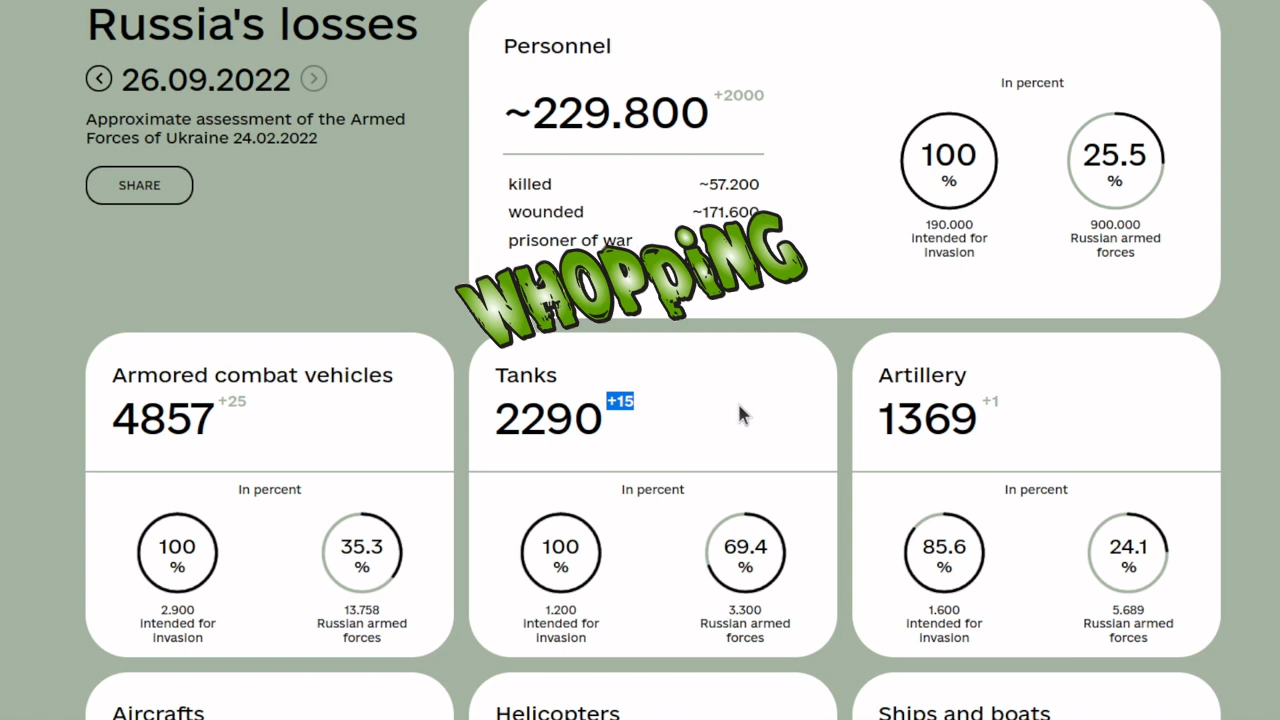 Russia's losses
26.09.2022
Approximate assessment of the Armed
Forces of Ukraine 24.02.2022
SHARE
Personnel
~229.800 +2000
killed ~57.200
wounded ~171.600
prisoner of war
In percent
100
%
190.000
intended for
invasion
25.5
%
900.000
Russian armed
forces
WHOPPiNG
Armored combat vehicles
4857 +25
In percent
100
%
2.900
intended for
invasion
35.3
%
13.758
Russian armed
forces
Tanks
2290 +15
In percent
100
%
1.200
intended for
invasion
69.4
%
3.300
Russian armed
forces
Artillery
1369 +1
In percent
85.6
%
1.600
intended for
invasion
24.1
%
5.689
Russian armed
forces
Aircrafts
Helicopters
Ships and boats